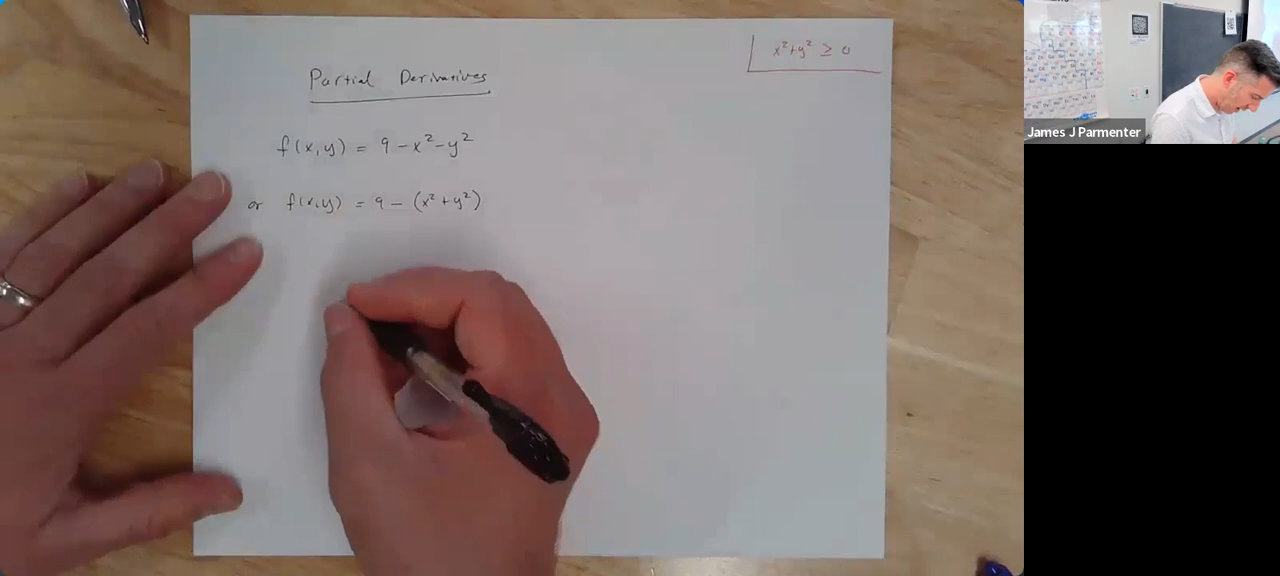 Partial Derivatives
x² + y² ≥ 0
f(x,y) = 9 - x² - y²
or f(x,y) = 9 - (x² + y²)
James J Parmenter